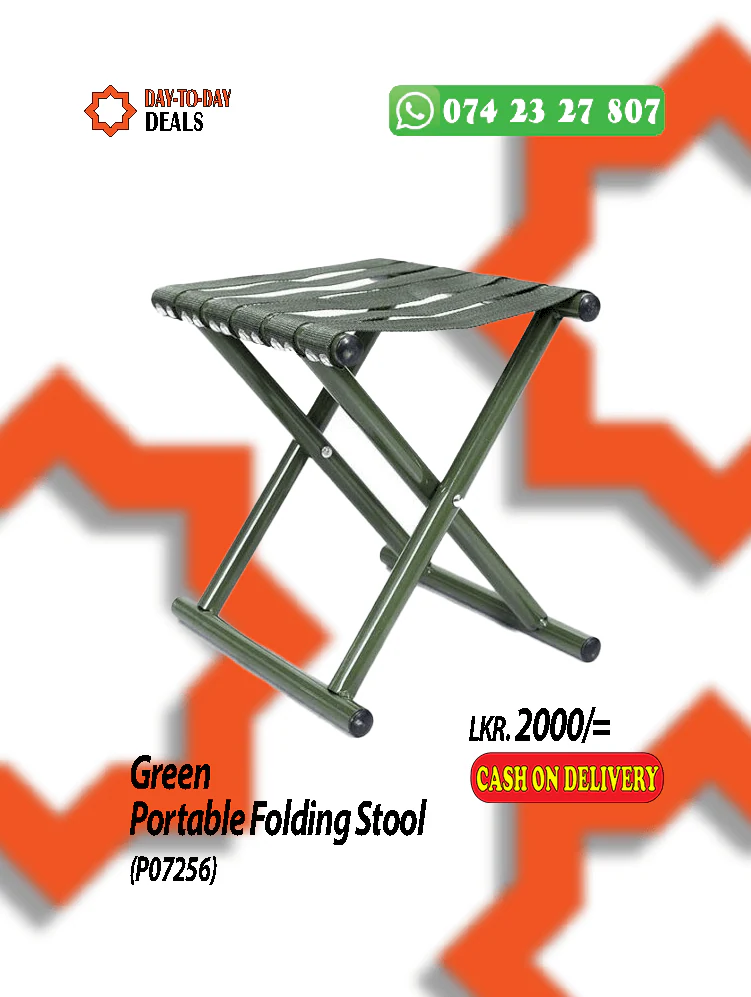 DAY-TO-DAY
DEALS
074 23 27 807
LKR. 2000/=
CASH ON DELIVERY
Green
Portable Folding Stool
(P07256)